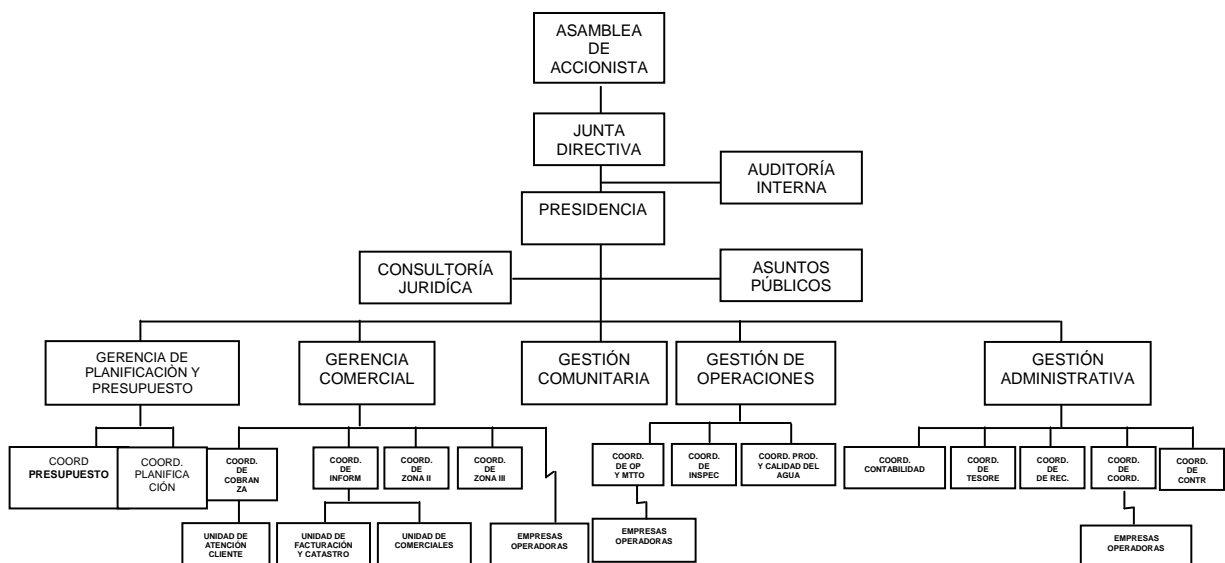 ASAMBLEA
DE
ACCIONISTA
JUNTA
DIRECTIVA
AUDITORÍA
INTERNA
PRESIDENCIA
CONSULTORÍA
JURIDÍCA
ASUNTOS
PÚBLICOS
GERENCIA DE
PLANIFICACIÒN Y
PRESUPUESTO
GERENCIA
COMERCIAL
GESTIÓN
COMUNITARIA
GESTIÓN DE
OPERACIONES
GESTIÓN
ADMINISTRATIVA
COORD
PRESUPUESTO
COORD.
PLANIFICA
CIÓN
COORD.
DE
COBRAN
ZA
COORD.
DE
INFORM
COORD.
DE
ZONA II
COORD.
DE
ZONA III
COORD.
DE OP
Y MTTO
COORD.
DE
INSPEC
COORD. PROD.
Y CALIDAD DEL
AGUA
COORD.
CONTABILIDAD
COORD.
DE
TESORE
COORD.
DE
DE REC.
COORD.
DE
COORD.
COORD.
DE
CONTR
UNIDAD DE
ATENCIÓN
CLIENTE
UNIDAD DE
FACTURACIÓN
Y CATASTRO
UNIDAD DE
COMERCIALES
EMPRESAS
OPERADORAS
EMPRESAS
OPERADORAS
EMPRESAS
OPERADORAS